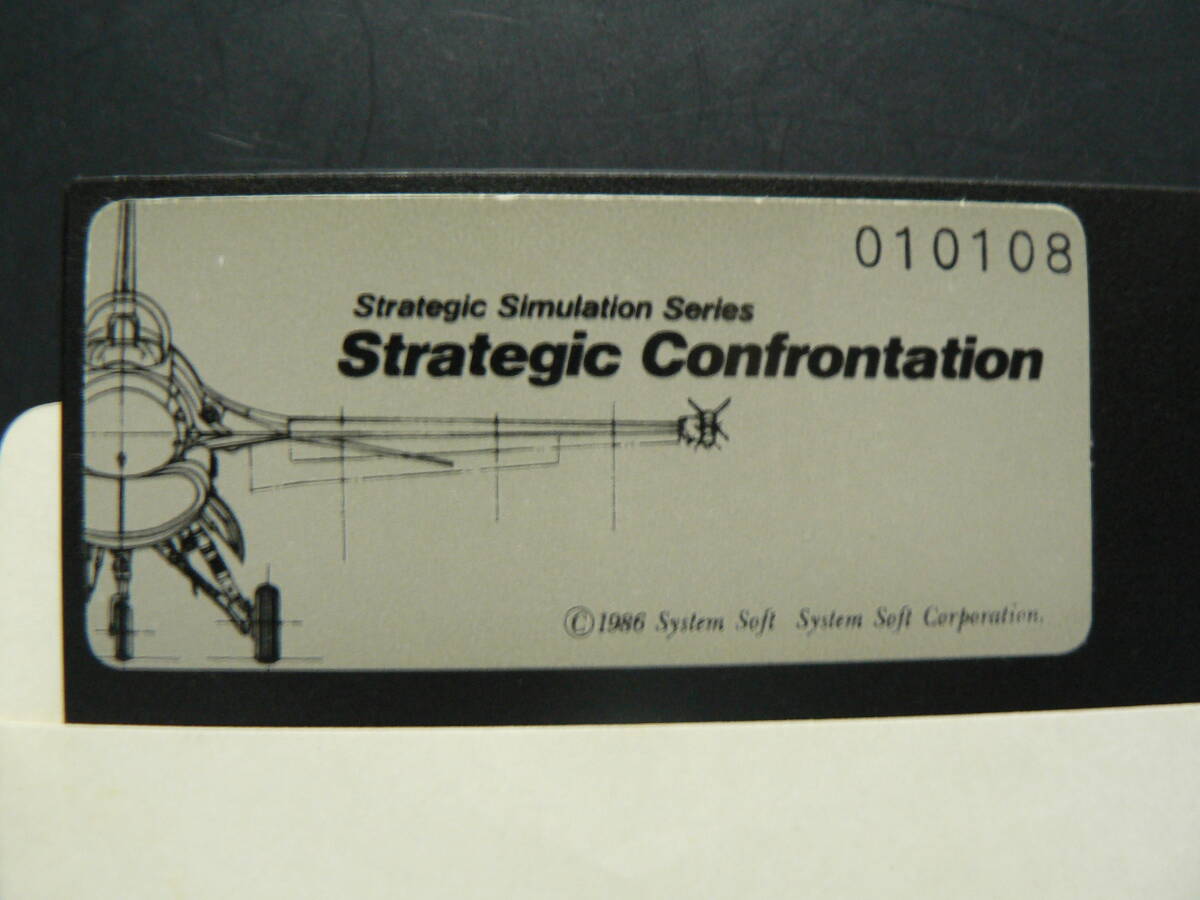 010108
Strategic Simulation Series
Strategic Confrontation
©1986 System Soft System Soft Corporation.